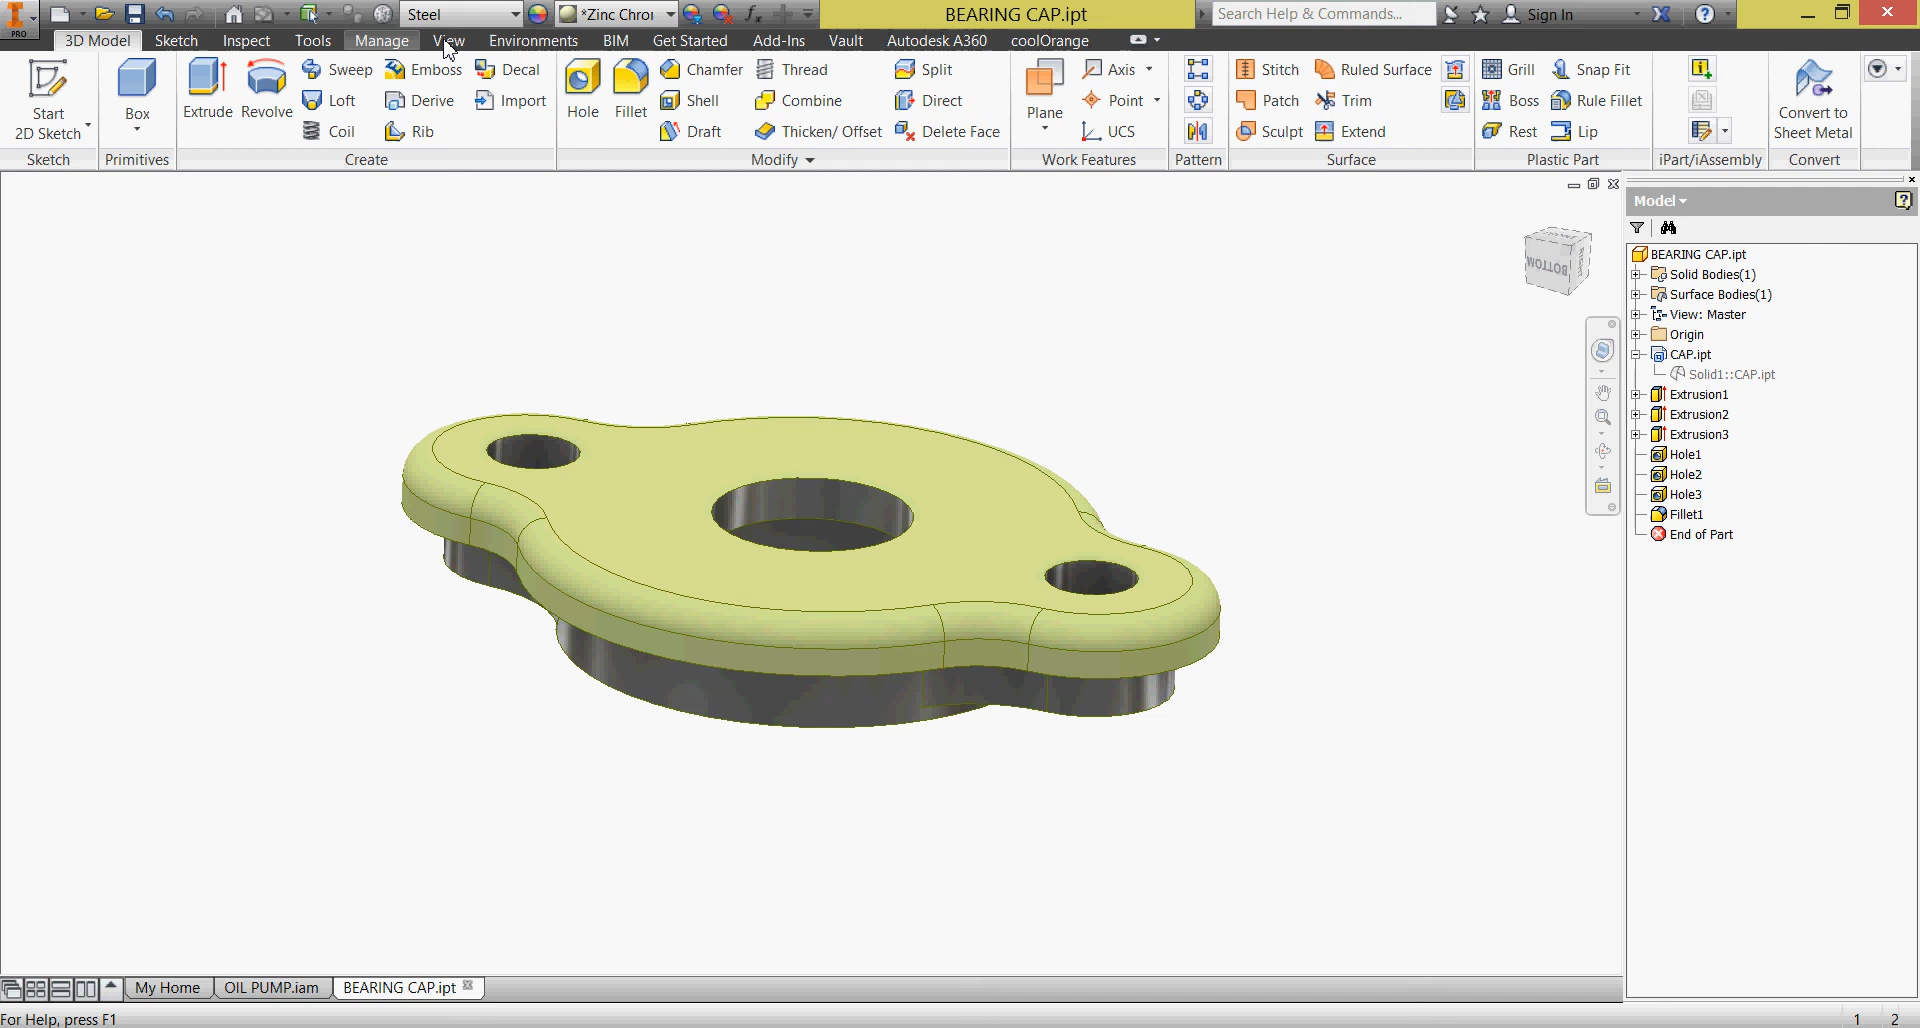 PRO
Steel
*Zinc Chror
BEARING CAP.ipt
Search Help & Commands...
Sign In
3D Model Sketch Inspect Tools Manage View Environments BIM Get Started Add-Ins Vault Autodesk A360 coolOrange
Start
2D Sketch
Box
Extrude
Revolve
Sweep
Loft
Coil
Emboss
Derive
Rib
Decal
Import
Hole
Fillet
Chamfer
Shell
Draft
Thread
Combine
Thicken/ Offset
Split
Direct
Delete Face
Plane
Axis
Point
UCS
Stitch
Patch
Sculpt
Ruled Surface
Trim
Extend
Grill
Boss
Rest
Snap Fit
Rule Fillet
Lip
Convert to
Sheet Metal
Sketch Primitives Create Modify Work Features Pattern Surface Plastic Part iPart/iAssembly Convert
Model
BEARING CAP.ipt
Solid Bodies(1)
Surface Bodies(1)
View: Master
Origin
CAP.ipt
Solid1::CAP.ipt
Extrusion1
Extrusion2
Extrusion3
Hole1
Hole2
Hole3
Fillet1
End of Part
BOTTOM
My Home OIL PUMP.iam BEARING CAP.ipt
For Help, press F1
1 2